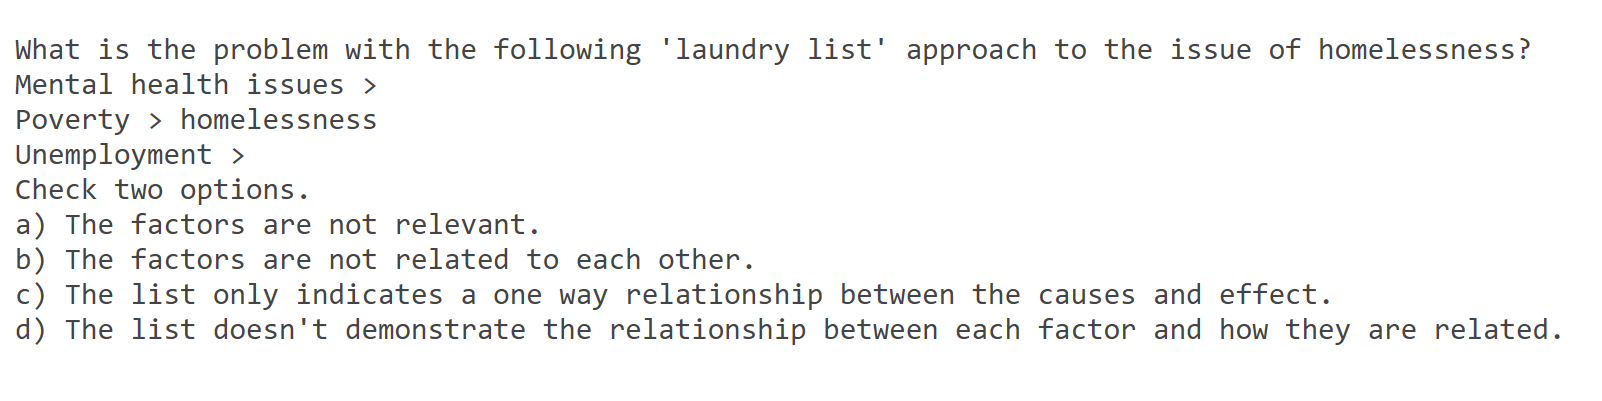 What is the problem with the following 'laundry list' approach to the issue of homelessness?
Mental health issues >
Poverty > homelessness
Unemployment >
Check two options.
a) The factors are not relevant.
b) The factors are not related to each other.
c) The list only indicates a one way relationship between the causes and effect.
d) The list doesn't demonstrate the relationship between each factor and how they are related.